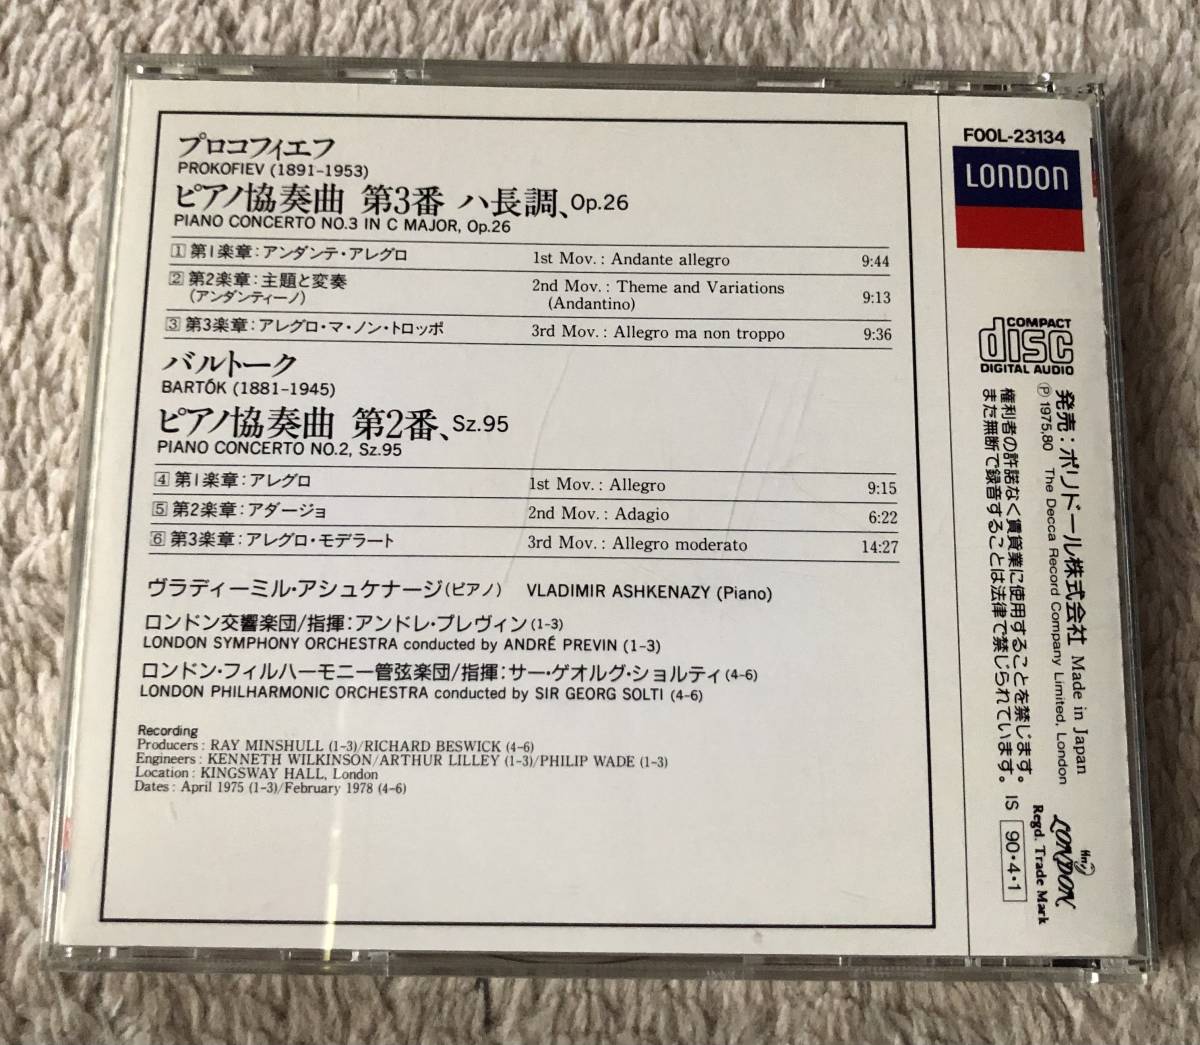 プロコフィエフ
PROKOFIEV (1891-1953)
ピアノ協奏曲 第3番 ハ長調、Op.26
PIANO CONCERTO NO.3 IN C MAJOR, Op.26
1 第1楽章：アンダンテ・アレグロ 1st Mov. : Andante allegro 9:44
2 第2楽章：主題と変奏 2nd Mov. : Theme and Variations
(アンダンティーノ) (Andantino) 9:13
3 第3楽章：アレグロ・マ・ノン・トロッポ 3rd Mov. : Allegro ma non troppo 9:36
バルトーク
BARTÓK (1881-1945)
ピアノ協奏曲 第2番、Sz.95
PIANO CONCERTO NO.2, Sz.95
4 第1楽章：アレグロ 1st Mov. : Allegro 9:15
5 第2楽章：アダージョ 2nd Mov. : Adagio 6:22
6 第3楽章：アレグロ・モデラート 3rd Mov. : Allegro moderato 14:27
ヴラディーミル・アシュケナージ(ピアノ) VLADIMIR ASHKENAZY (Piano)
ロンドン交響楽団/指揮：アンドレ・プレヴィン(1-3)
LONDON SYMPHONY ORCHESTRA conducted by ANDRÉ PREVIN (1-3)
ロンドン・フィルハーモニー管弦楽団/指揮：サー・ゲオルグ・ショルティ(4-6)
LONDON PHILHARMONIC ORCHESTRA conducted by SIR GEORG SOLTI (4-6)
Recording
Producers : RAY MINSHULL (1-3)/RICHARD BESWICK (4-6)
Engineers : KENNETH WILKINSON/ARTHUR LILLEY (1-3)/PHILIP WADE (1-3)
Location : KINGSWAY HALL, London
Dates : April 1975 (1-3)/February 1978 (4-6)
FOOL-23134
LONDON
COMPACT
disc
DIGITAL AUDIO
発売：ポリドール株式会社 Made in Japan
Ⓟ 1975,80 The Decca Record Company Limited, London
権利者の許諾なく賃貸業に使用することを禁じます。
また無断で録音することは法律で禁じられています。 IS 90・4・1
ffrr LONDON
Regd. Trade Mark